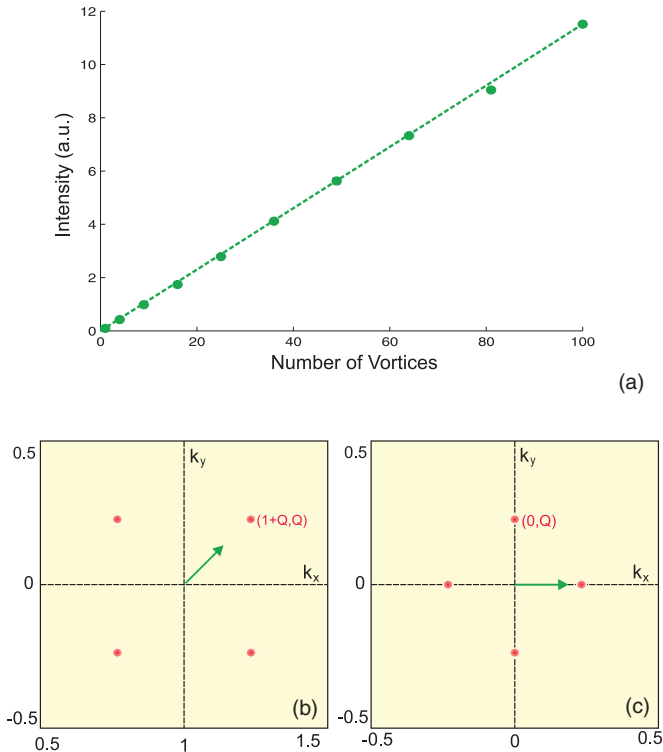 12
10
8
6
4
2
0
Intensity (a.u.)
0 20 40 60 80 100
Number of Vortices
(a)
0.5
k_y
(1+Q,Q)
0
k_x
-0.5
(b)
0.5 1 1.5
0.5
k_y
(0,Q)
0
k_x
-0.5
(c)
-0.5 0 0.5